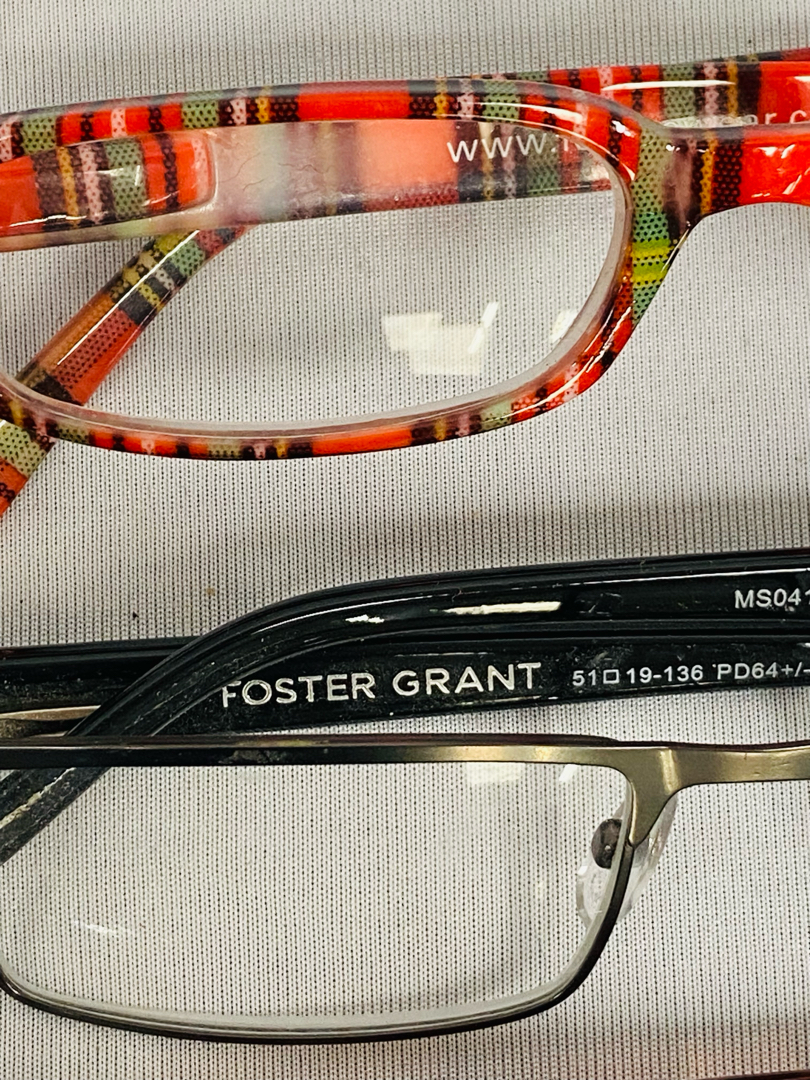 www.
MS041
FOSTER GRANT 51□19-136 PD64+/-